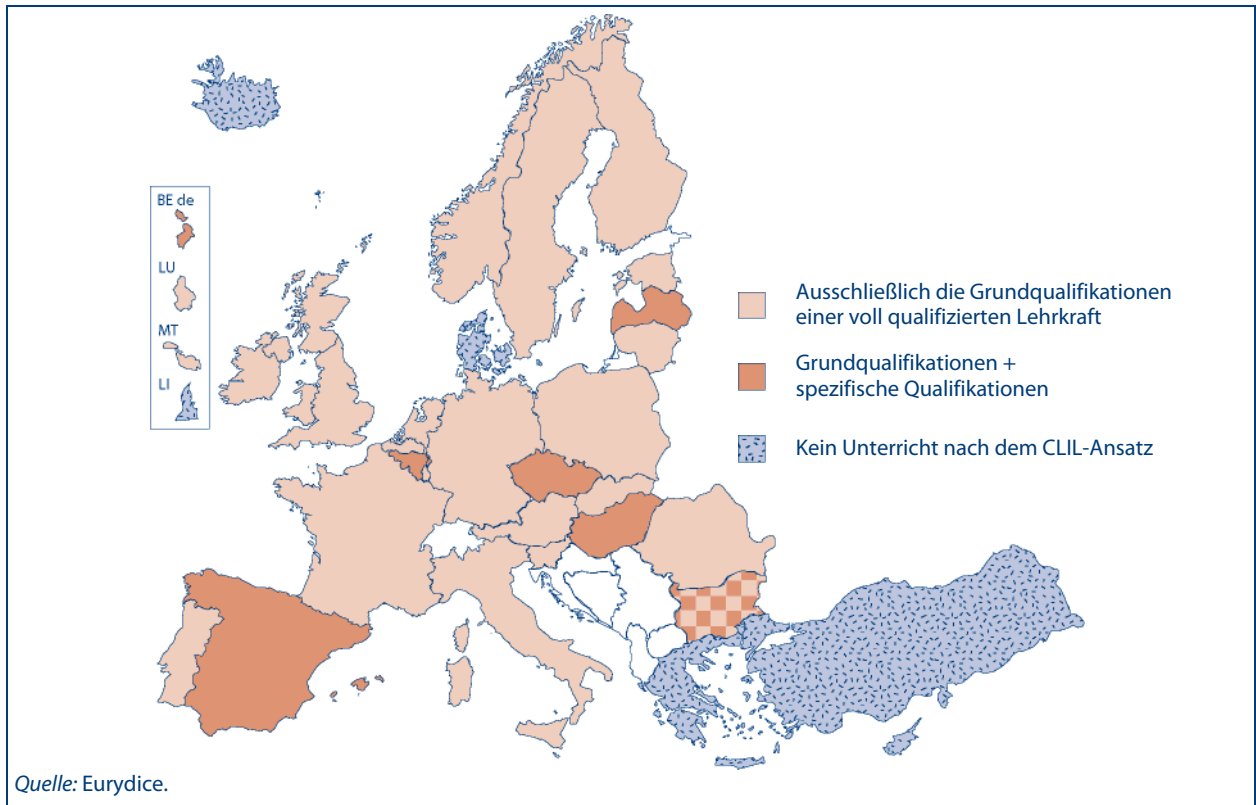 BE de
LU
MT
LI
Ausschließlich die Grundqualifikationen
einer voll qualifizierten Lehrkraft
Grundqualifikationen +
spezifische Qualifikationen
Kein Unterricht nach dem CLIL-Ansatz
Quelle: Eurydice.